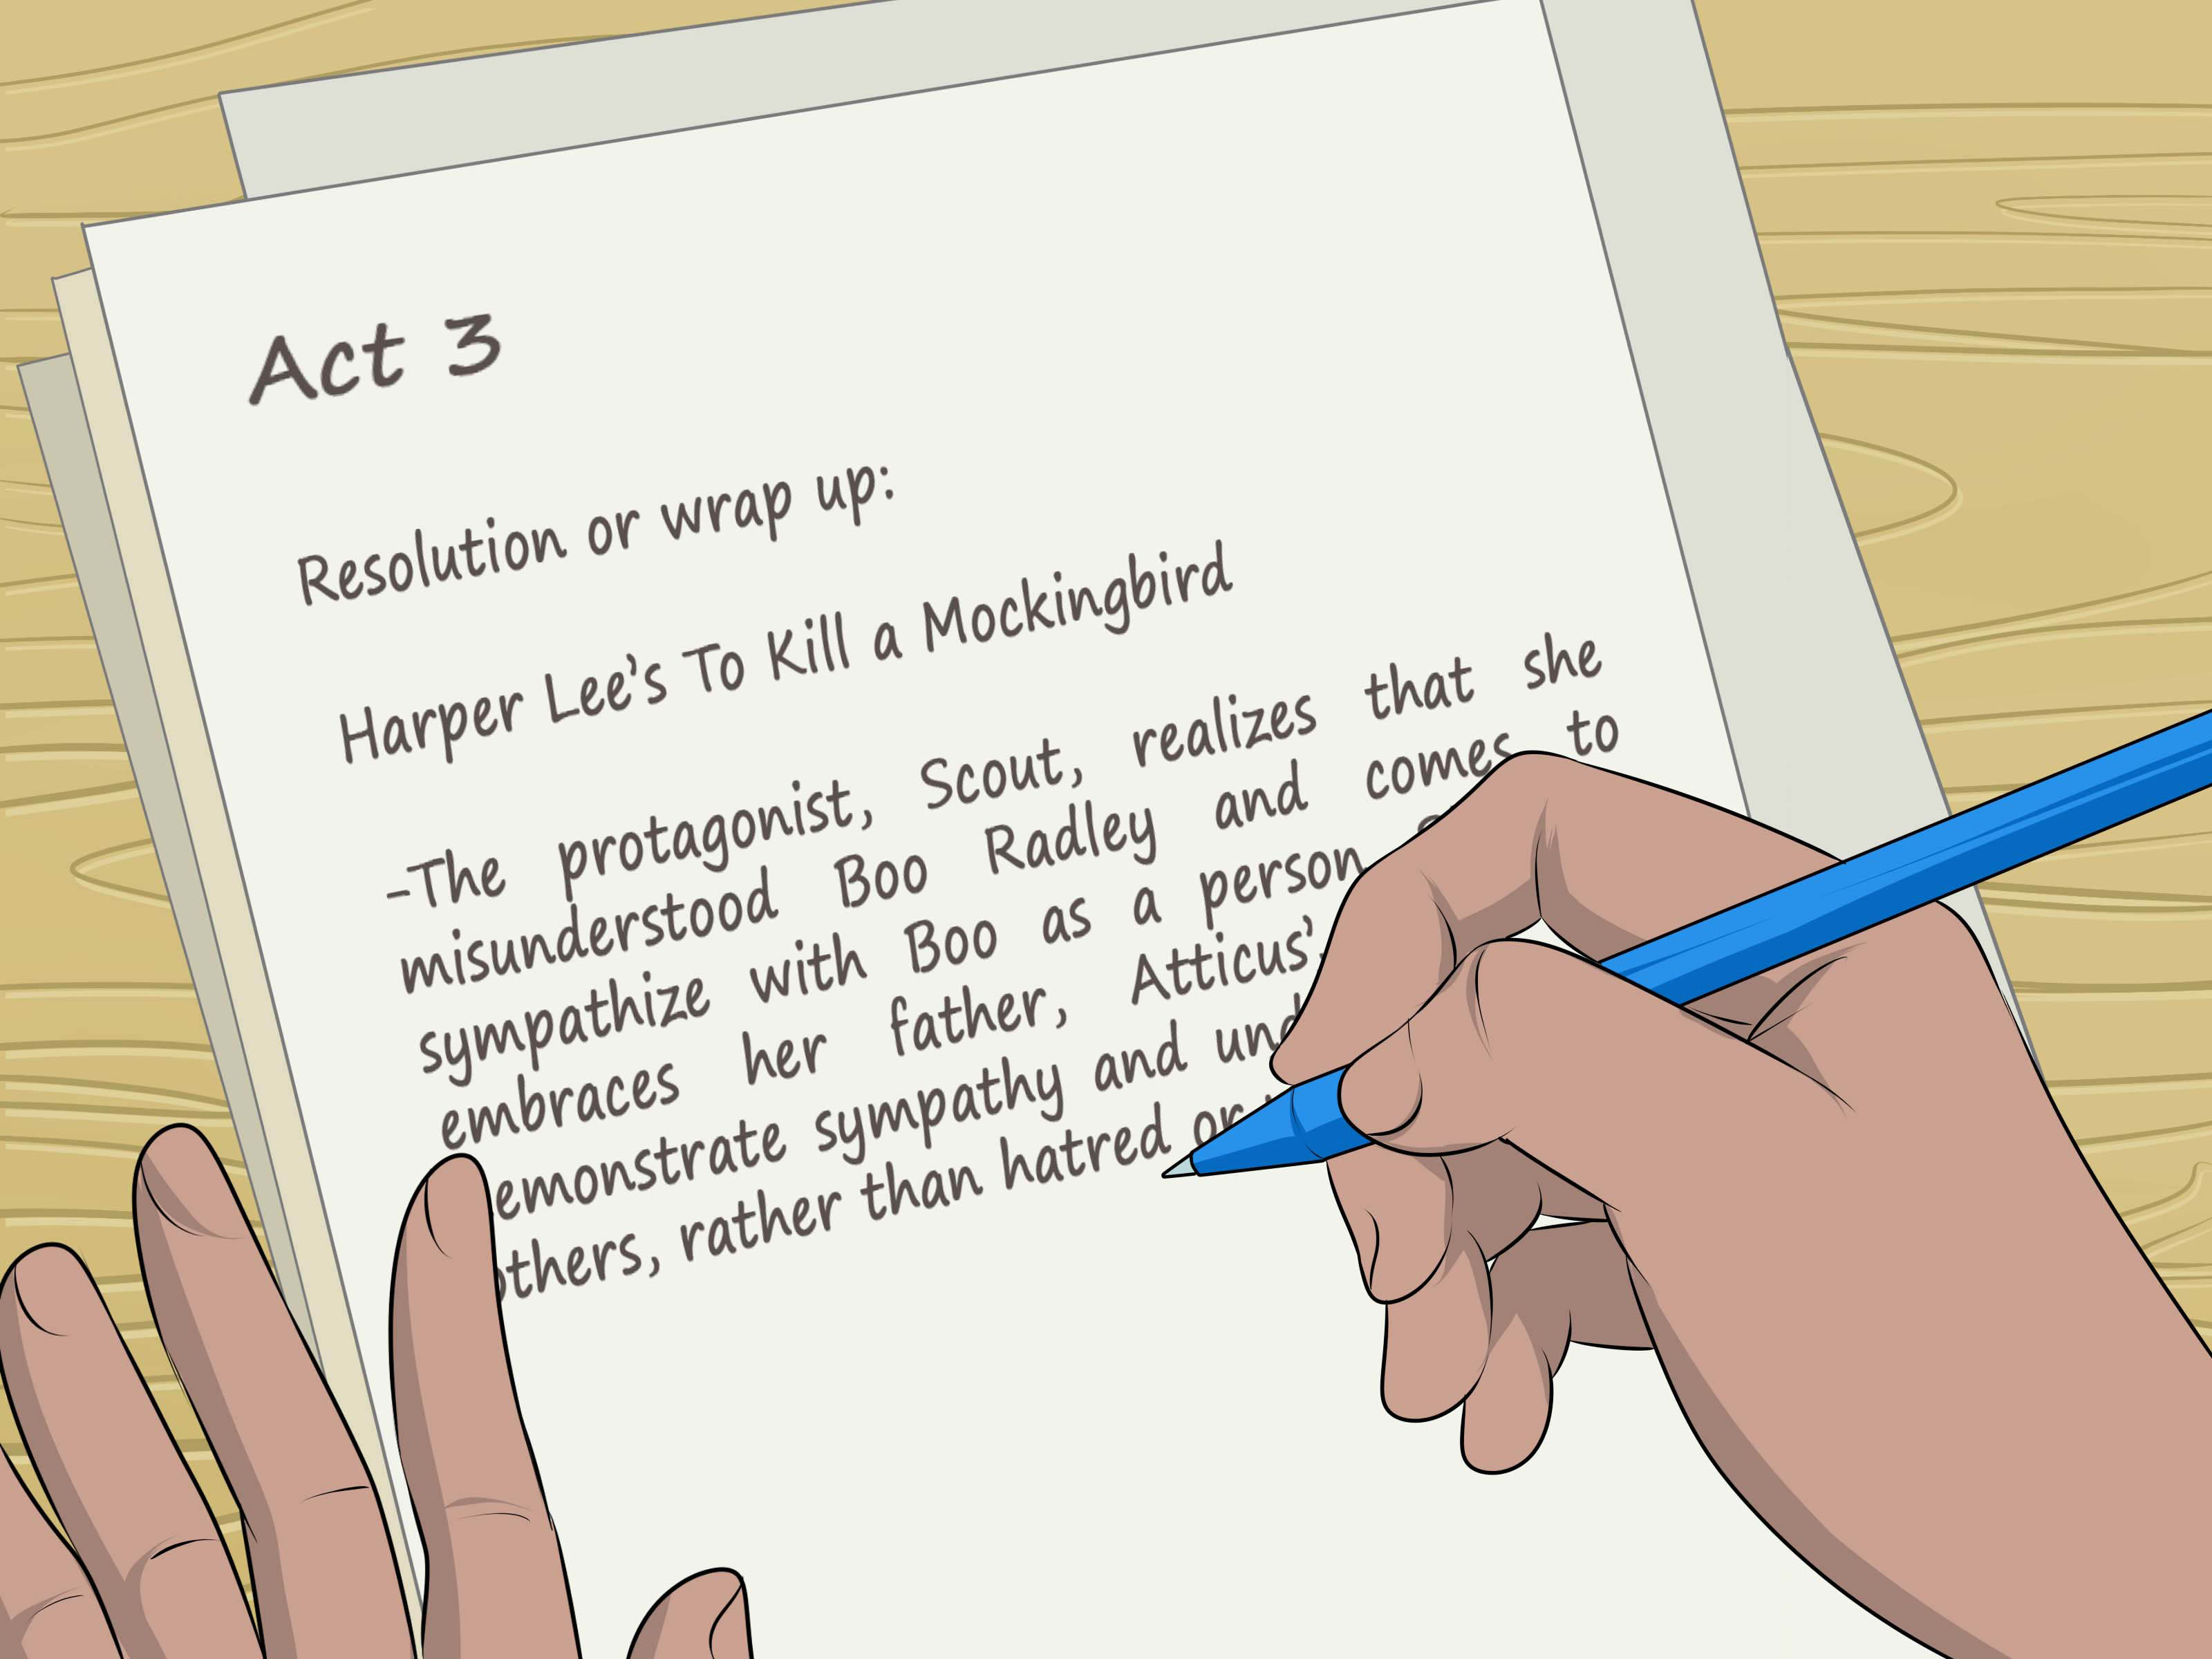 Act 3
Resolution or wrap up:
Harper Lee's To Kill a Mockingbird
-The protagonist, Scout, realizes that she
misunderstood Boo Radley and comes to
sympathize with Boo as a person
embraces her father, Atticus'
emonstrate sympathy and und
others, rather than hatred or